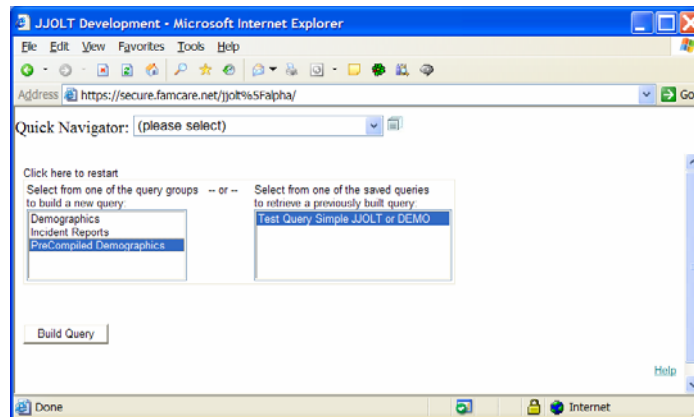 JJOLT Development - Microsoft Internet Explorer
File Edit View Favorites Tools Help
Address https://secure.famcare.net/jjolt%5Falpha/ Go
Quick Navigator: (please select)
Click here to restart
Select from one of the query groups -- or -- Select from one of the saved queries
to build a new query: to retrieve a previously built query:
Demographics Test Query Simple JJOLT or DEMO
Incident Reports
PreCompiled Demographics
Build Query
Help
Done Internet